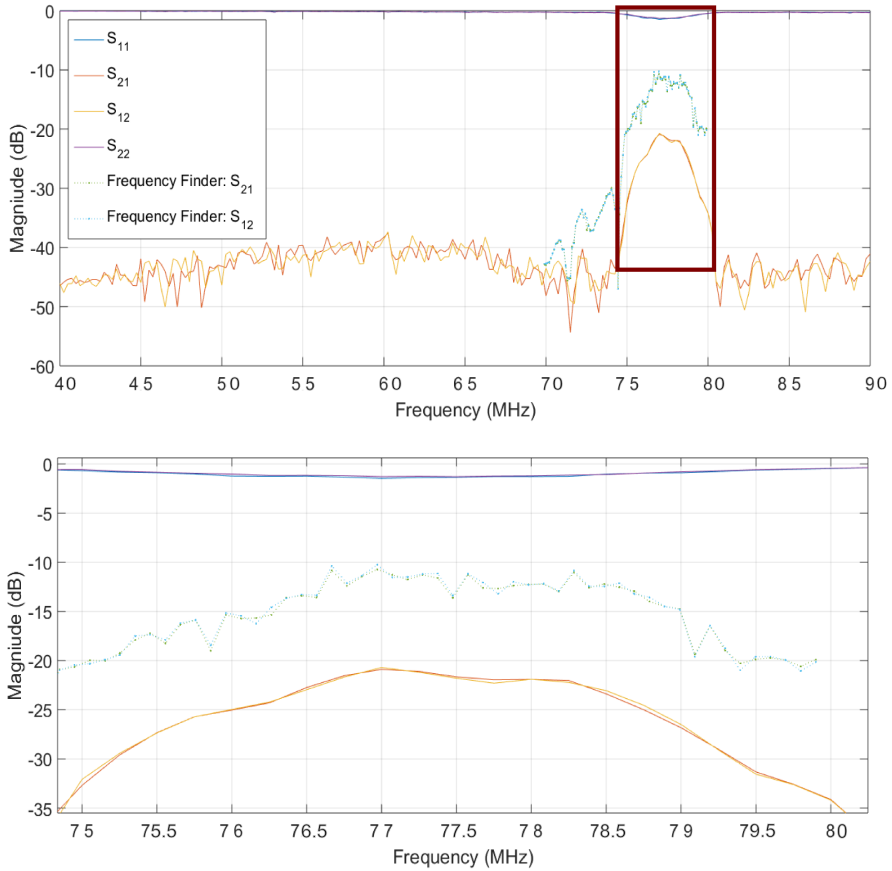 0
-10
-20
-30
-40
-50
-60
Magniude (dB)
S11
S21
S12
S22
Frequency Finder: S21
Frequency Finder: S12
40 45 50 55 60 65 70 75 80 85 90
Frequency (MHz)
0
-5
-10
-15
-20
-25
-30
-35
Magniude (dB)
75 75.5 76 76.5 77 77.5 78 78.5 79 79.5 80
Frequency (MHz)